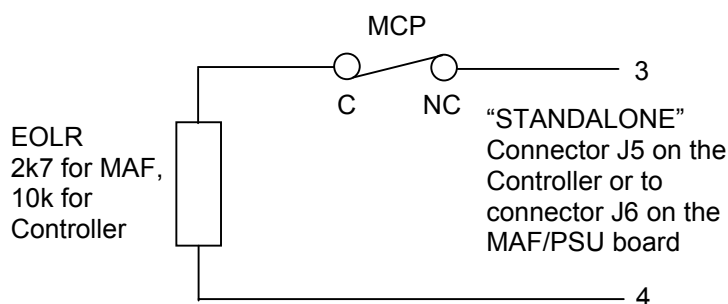 MCP
3
C
NC
EOLR
2k7 for MAF,
10k for
Controller
“STANDALONE”
Connector J5 on the
Controller or to
connector J6 on the
MAF/PSU board
4